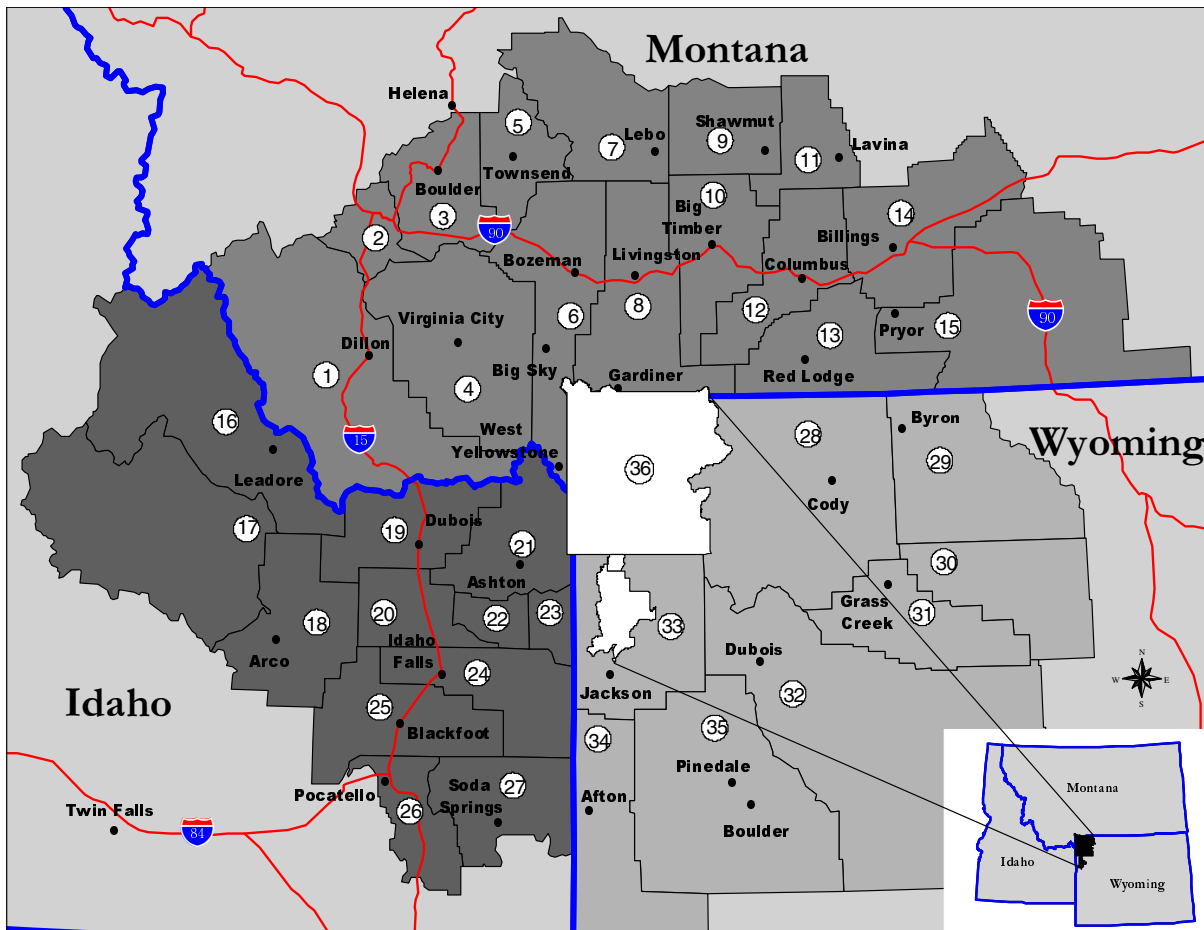 Montana
Helena
5
Shawmut
Lebo
9
7
Lavina
11
Boulder
Townsend
10
Big
Timber
14
3
2
90
Billings
Bozeman
Livingston
Columbus
8
6
12
90
Virginia City
Pryor
15
13
Dillon
Big Sky
1
4
Gardiner
Red Lodge
16
15
West
Yellowstone
28
Byron
Wyoming
29
36
Leadore
Cody
17
Dubois
19
21
30
Ashton
Grass
Creek
31
20
22
23
18
33
Idaho
Falls
Arco
Dubois
24
Jackson
32
N
W
E
S
Idaho
25
Blackfoot
34
35
Pinedale
Pocatello
Soda
Springs
27
26
Afton
Boulder
Twin Falls
84
Montana
Idaho
Wyoming